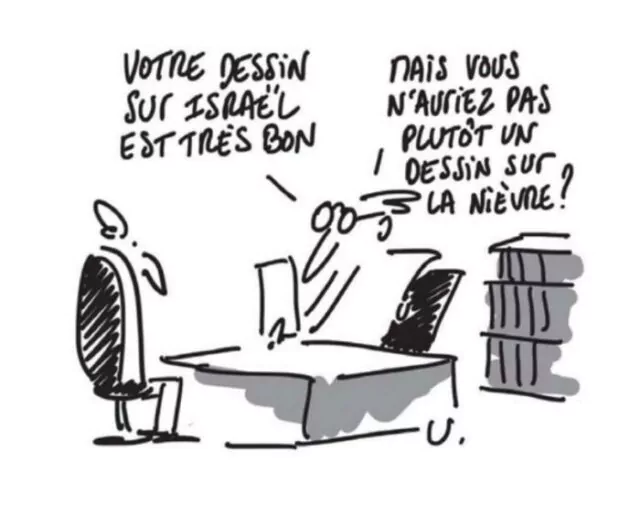 VOTRE DESSIN
SUR ISRAËL
EST TRÈS BON
MAIS VOUS
N'AURIEZ PAS
PLUTÔT UN
DESSIN SUR
LA NIÈVRE?
U.